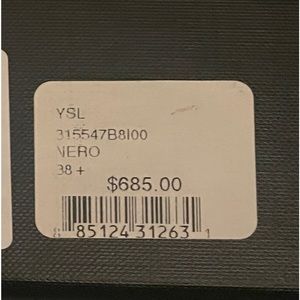 YSL
315547B8I00
NERO
38 +
$685.00
8 85124 31263 1